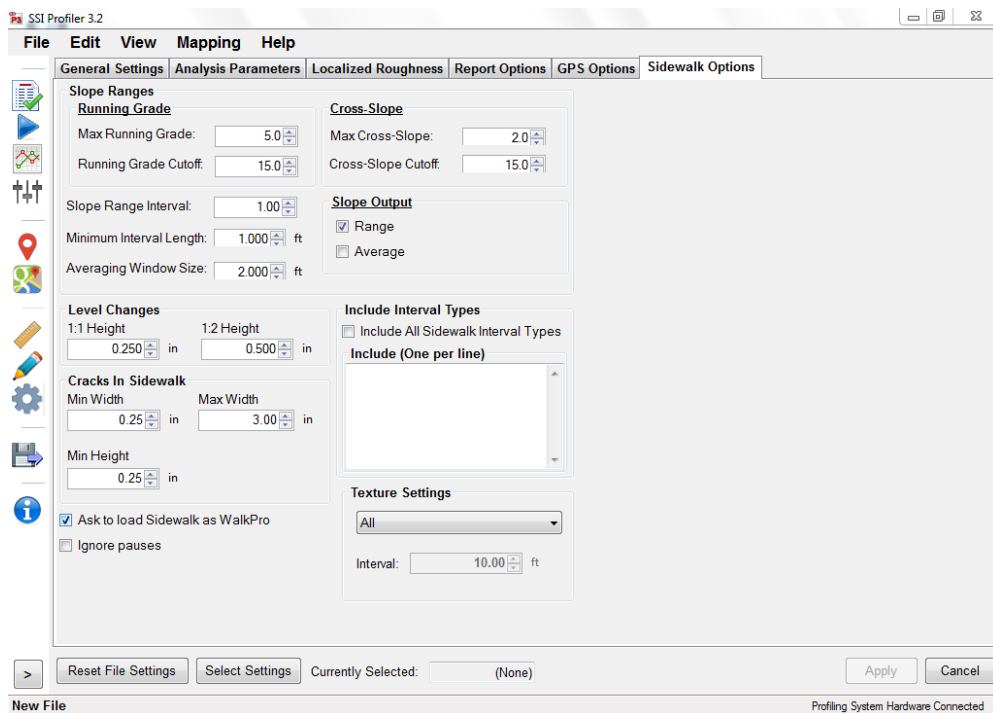 PS SSI Profiler 3.2
File Edit View Mapping Help
General Settings Analysis Parameters Localized Roughness Report Options GPS Options Sidewalk Options
Slope Ranges
Running Grade
Max Running Grade: 5.0
Running Grade Cutoff: 15.0
Cross-Slope
Max Cross-Slope: 2.0
Cross-Slope Cutoff: 15.0
Slope Range Interval: 1.00
Minimum Interval Length: 1.000 ft
Averaging Window Size: 2.000 ft
Slope Output
Range
Average
Level Changes
1:1 Height 1:2 Height
0.250 in 0.500 in
Cracks In Sidewalk
Min Width Max Width
0.25 in 3.00 in
Min Height
0.25 in
Ask to load Sidewalk as WalkPro
Ignore pauses
Include Interval Types
Include All Sidewalk Interval Types
Include (One per line)
Texture Settings
All
Interval: 10.00 ft
> Reset File Settings Select Settings Currently Selected: (None) Apply Cancel
New File Profiling System Hardware Connected